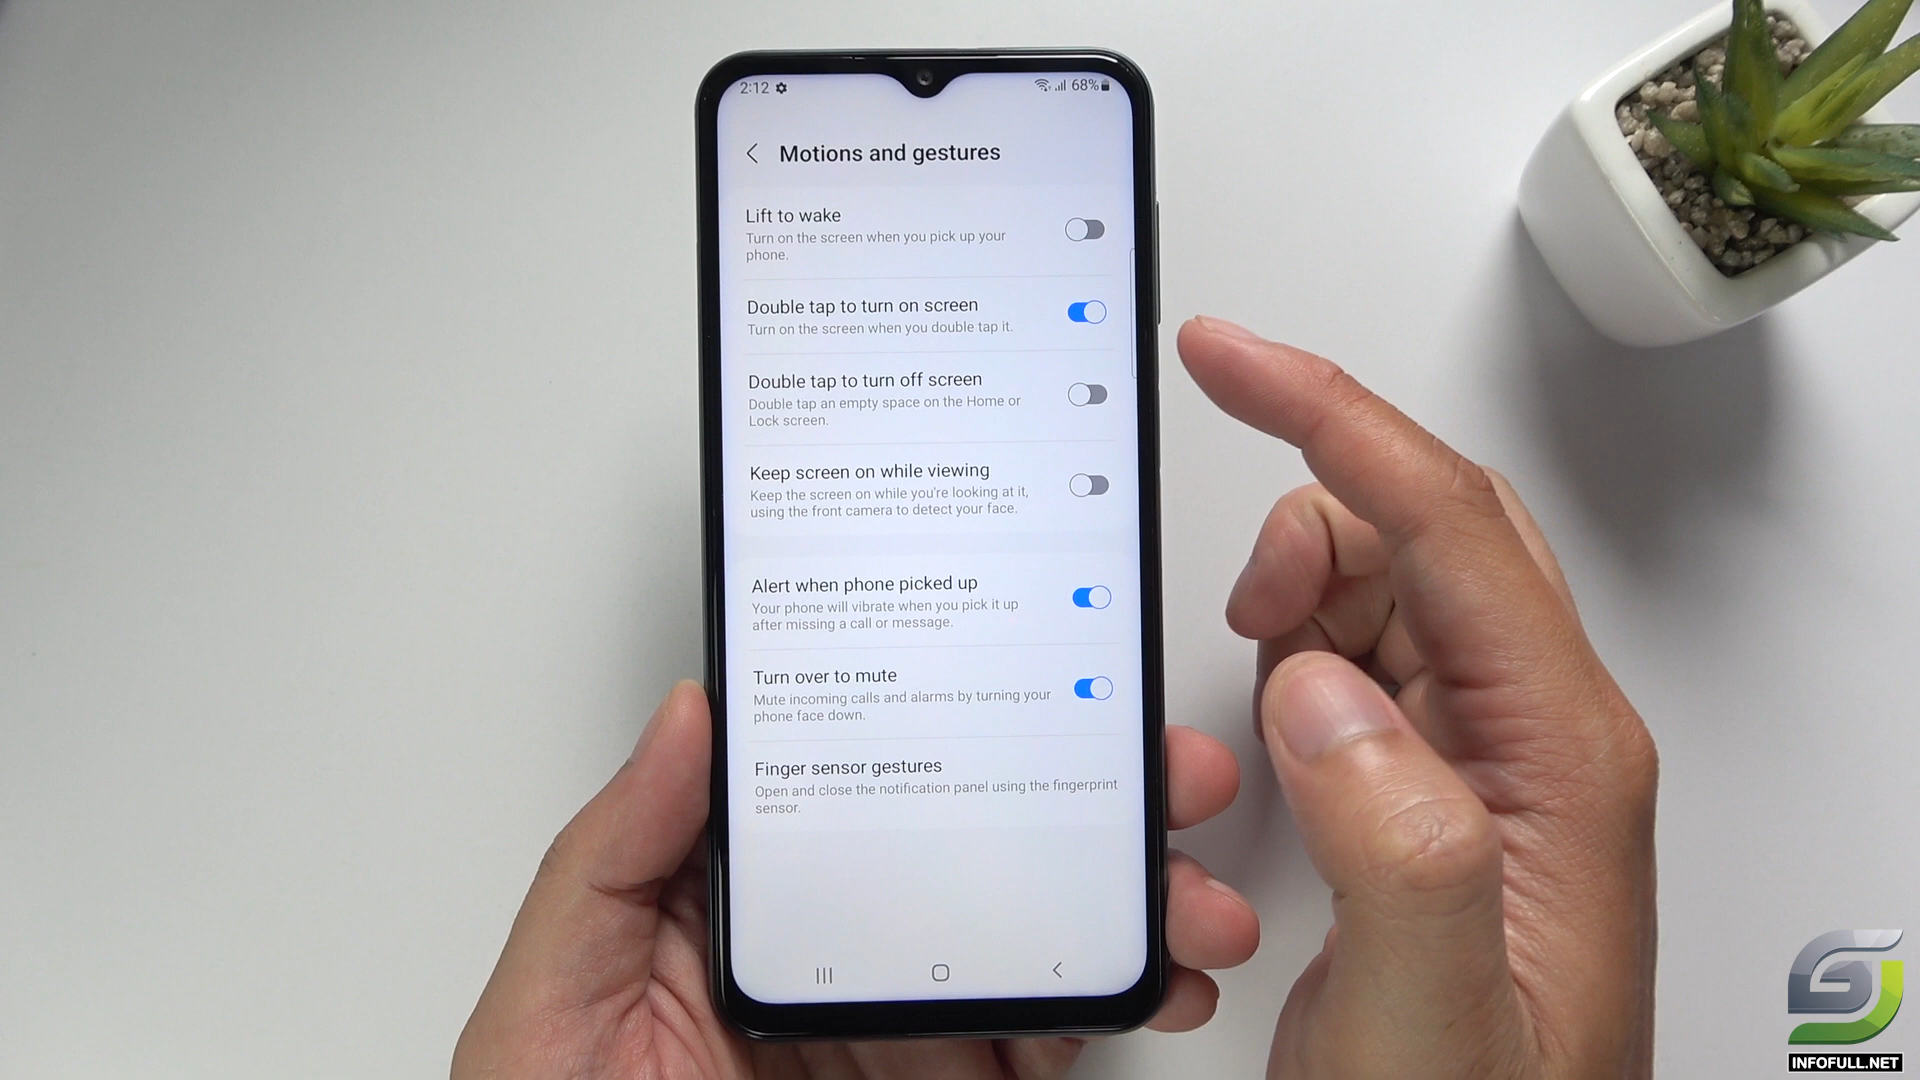 2:12
68%
Motions and gestures
Lift to wake
Turn on the screen when you pick up your
phone.
Double tap to turn on screen
Turn on the screen when you double tap it.
Double tap to turn off screen
Double tap an empty space on the Home or
Lock screen.
Keep screen on while viewing
Keep the screen on while you're looking at it,
using the front camera to detect your face.
Alert when phone picked up
Your phone will vibrate when you pick it up
after missing a call or message.
Turn over to mute
Mute incoming calls and alarms by turning your
phone face down.
Finger sensor gestures
Open and close the notification panel using the fingerprint
sensor.
INFOFULL.NET